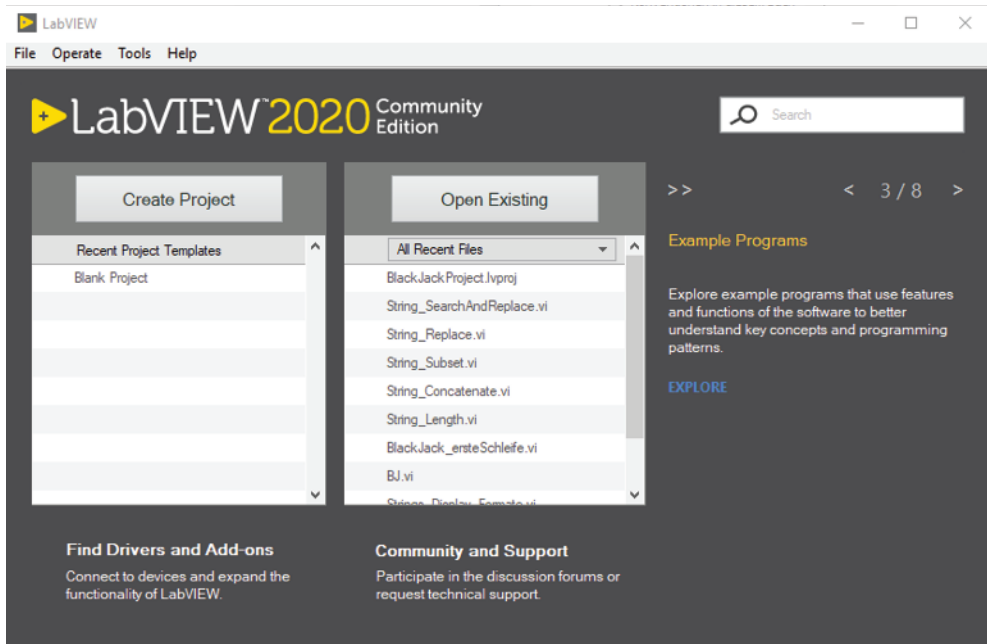 LabVIEW
File Operate Tools Help
LabVIEW™2020 Community Edition
Search
Create Project
Recent Project Templates
Blank Project
Open Existing
All Recent Files
BlackJackProject.lvproj
String_SearchAndReplace.vi
String_Replace.vi
String_Subset.vi
String_Concatenate.vi
String_Length.vi
BlackJack_ersteSchleife.vi
BJ.vi
Strings_Display_Formate.vi
>> < 3 / 8 >
Example Programs
Explore example programs that use features
and functions of the software to better
understand key concepts and programming
patterns.
EXPLORE
Find Drivers and Add-ons
Connect to devices and expand the
functionality of LabVIEW.
Community and Support
Participate in the discussion forums or
request technical support.